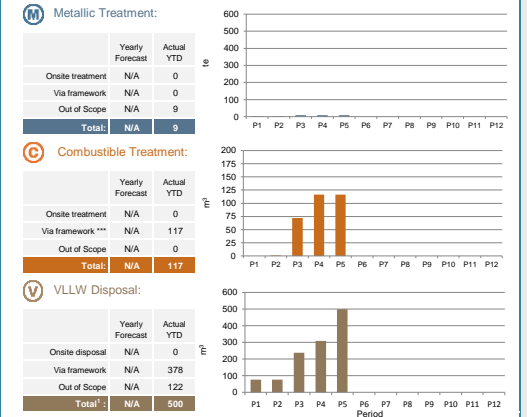 M Metallic Treatment:
Yearly Forecast Actual YTD
Onsite treatment N/A 0
Via framework N/A 0
Out of Scope N/A 9
Total: N/A 9
te
600
500
400
300
200
100
0
P1 P2 P3 P4 P5 P6 P7 P8 P9 P10 P11 P12
C Combustible Treatment:
Yearly Forecast Actual YTD
Onsite treatment N/A 0
Via framework *** N/A 117
Out of Scope N/A 0
Total: N/A 117
m³
200
175
150
125
100
75
50
25
0
P1 P2 P3 P4 P5 P6 P7 P8 P9 P10 P11 P12
V VLLW Disposal:
Yearly Forecast Actual YTD
Onsite disposal N/A 0
Via framework N/A 378
Out of Scope N/A 122
Total¹ : N/A 500
m³
600
500
400
300
200
100
0
P1 P2 P3 P4 P5 P6 P7 P8 P9 P10 P11 P12
Period